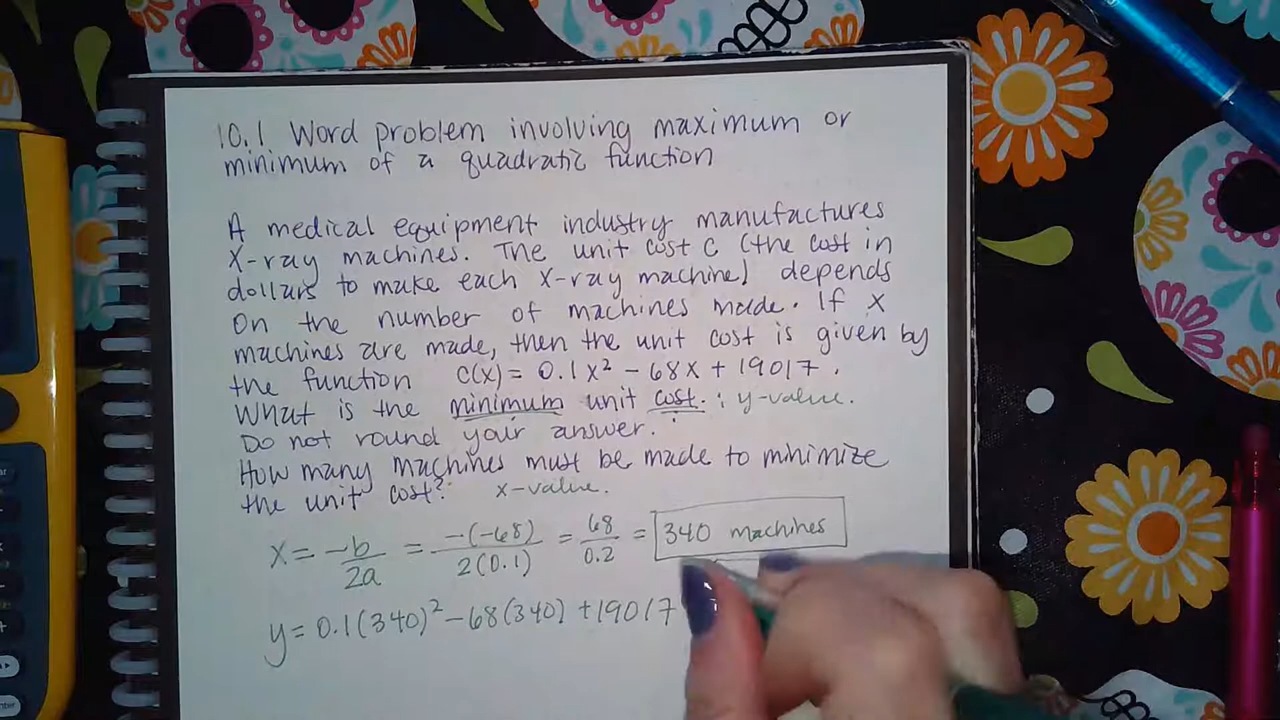 10.1 Word problem involving maximum or
minimum of a quadratic function
A medical equipment industry manufactures
X-ray machines. The unit cost C (the cost in
dollars to make each X-ray machine) depends
on the number of machines made. If x
machines are made, then the unit cost is given by
the function C(x) = 0.1x² - 68x + 19017.
What is the minimum unit cost. : y-value.
Do not round your answer.
How many machines must be made to minimize
the unit cost? x-value.
x = -b/2a = -(-68)/2(0.1) = 68/0.2 = 340 machines
y = 0.1(340)² - 68(340) + 19017